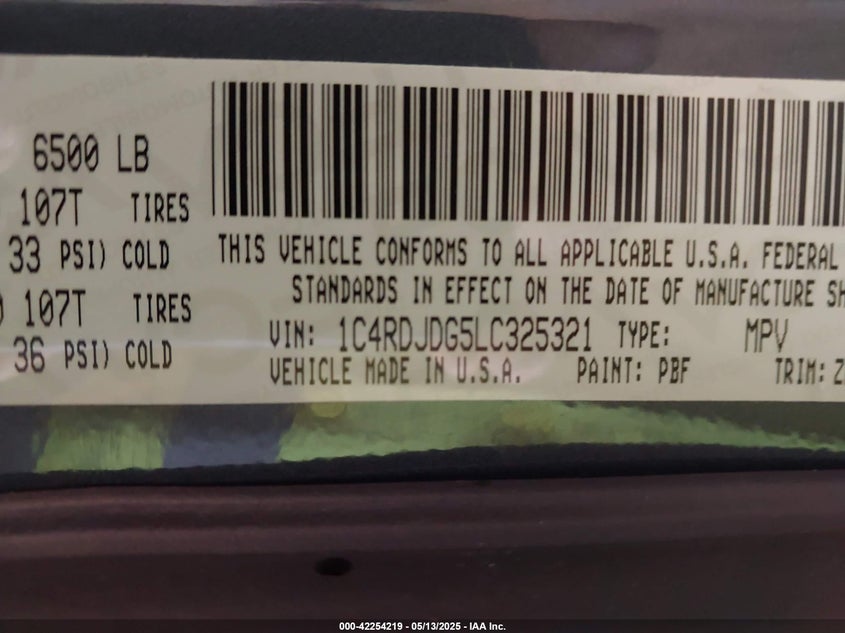 6500 LB
107T TIRES
33 PSI) COLD
107T TIRES
36 PSI) COLD
THIS VEHICLE CONFORMS TO ALL APPLICABLE U.S.A. FEDERAL
STANDARDS IN EFFECT ON THE DATE OF MANUFACTURE SH
VIN: 1C4RDJDG5LC325321 TYPE: MPV
VEHICLE MADE IN U.S.A. PAINT: PBF TRIM:
000-42254219 - 05/13/2025 - IAA Inc.